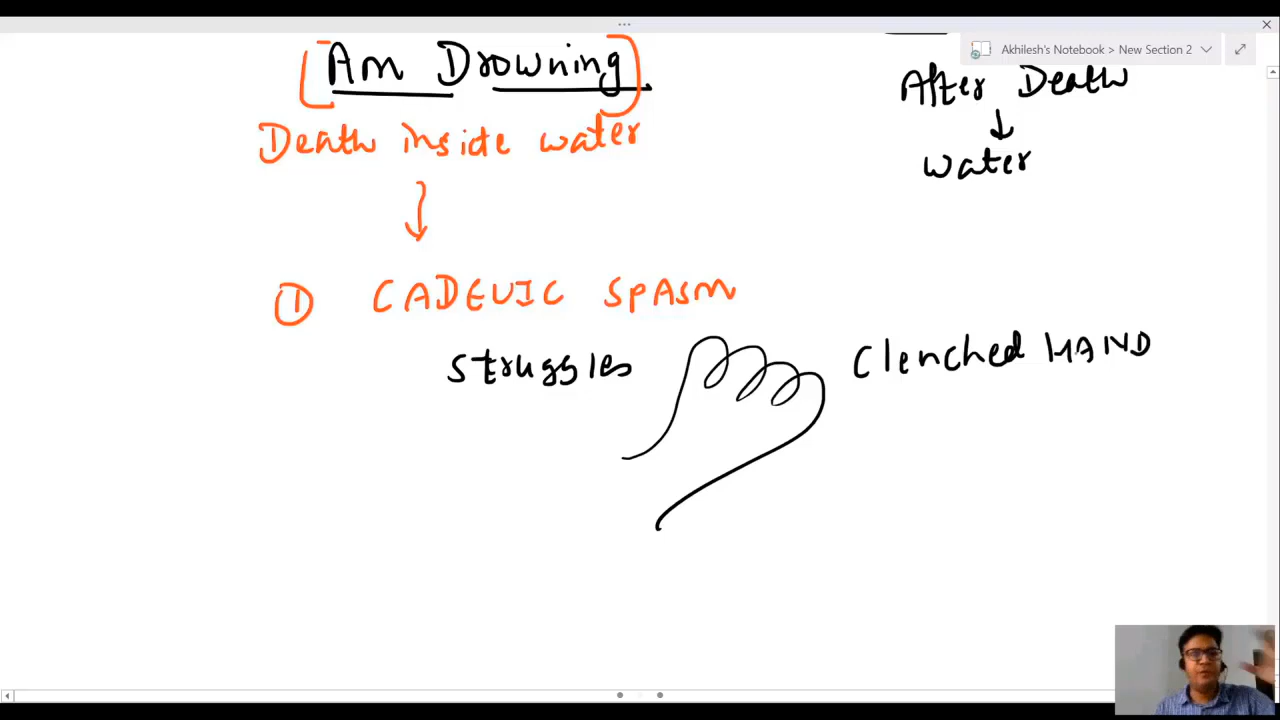 Akhilesh's Notebook > New Section 2
Am Drowning
After Death
Death inside water
water
① CADEVIC SPASM
struggles
Clenched HAND